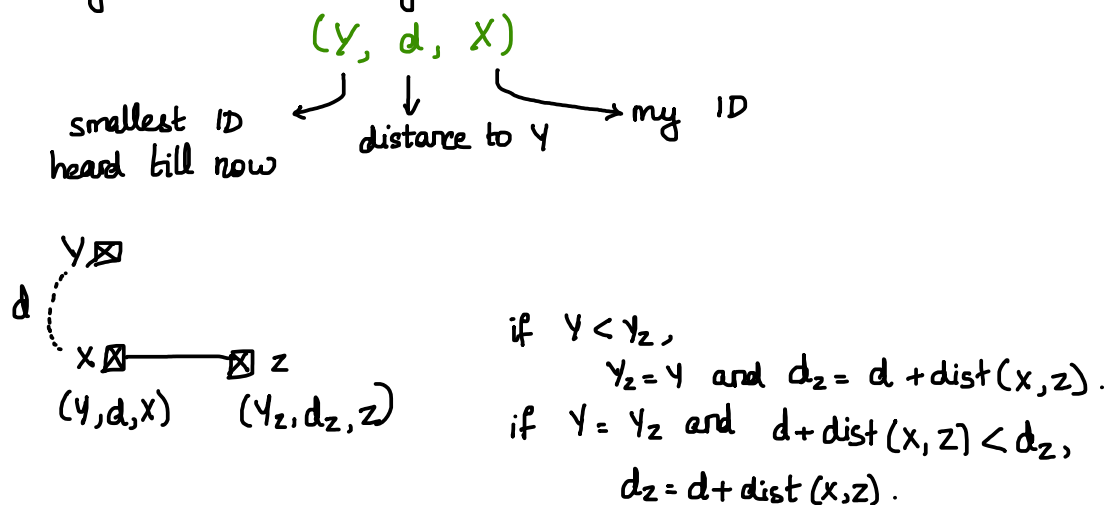 (Y, d, X)
smallest ID
heard till now
distance to Y
my ID
Y
d
X
Z
(Y,d,X)
(Yz, dz, Z)
if Y < Yz,
Yz = Y and dz = d + dist(X,Z).
if Y = Yz and d + dist(X,Z) < dz,
dz = d + dist(X,Z).